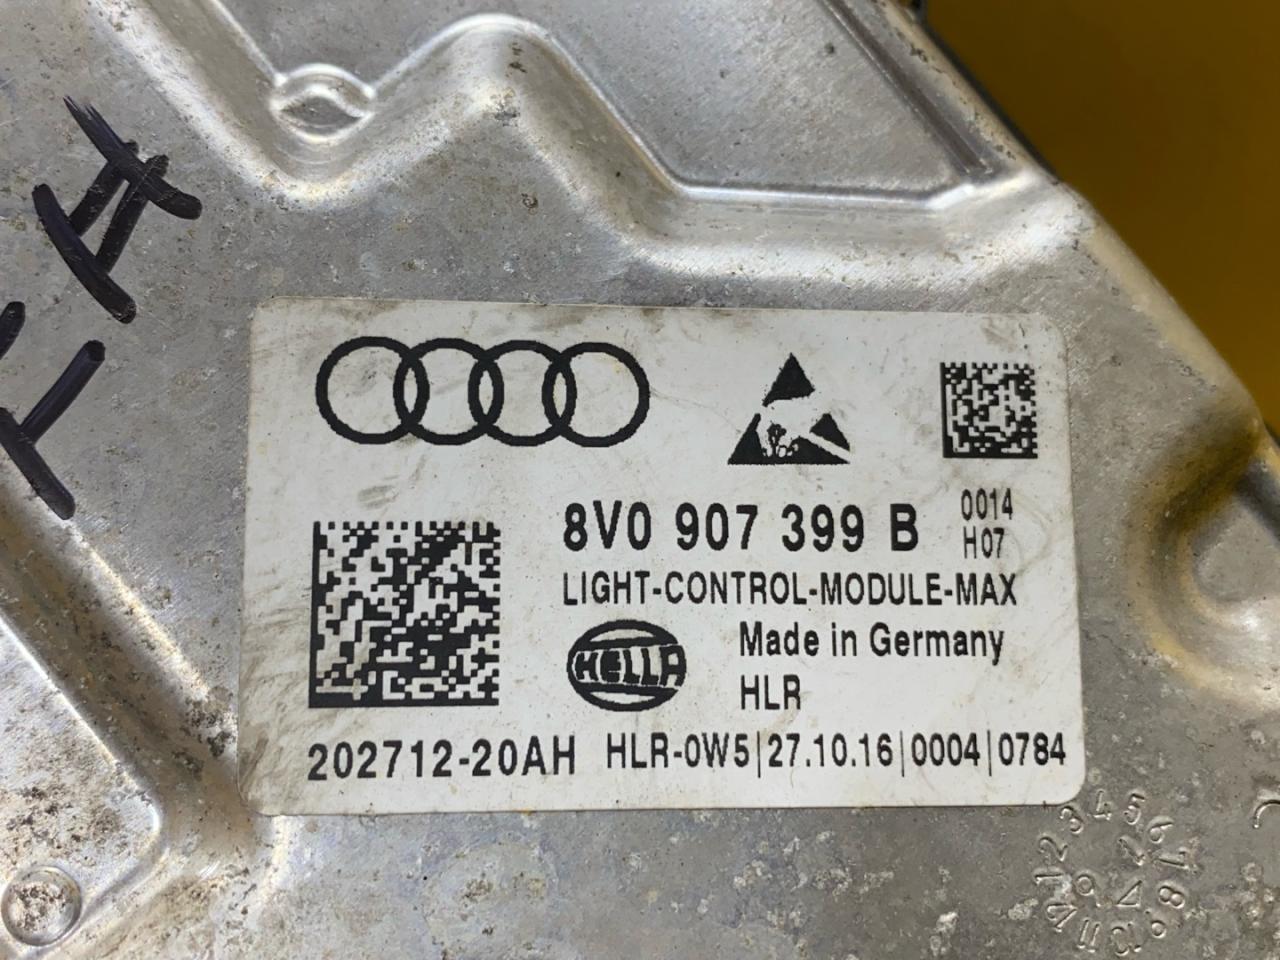 8V0 907 399 B
0014
H07
LIGHT-CONTROL-MODULE-MAX
HELLA
Made in Germany
HLR
202712-20AH HLR-0W5|27.10.16|0004|0784